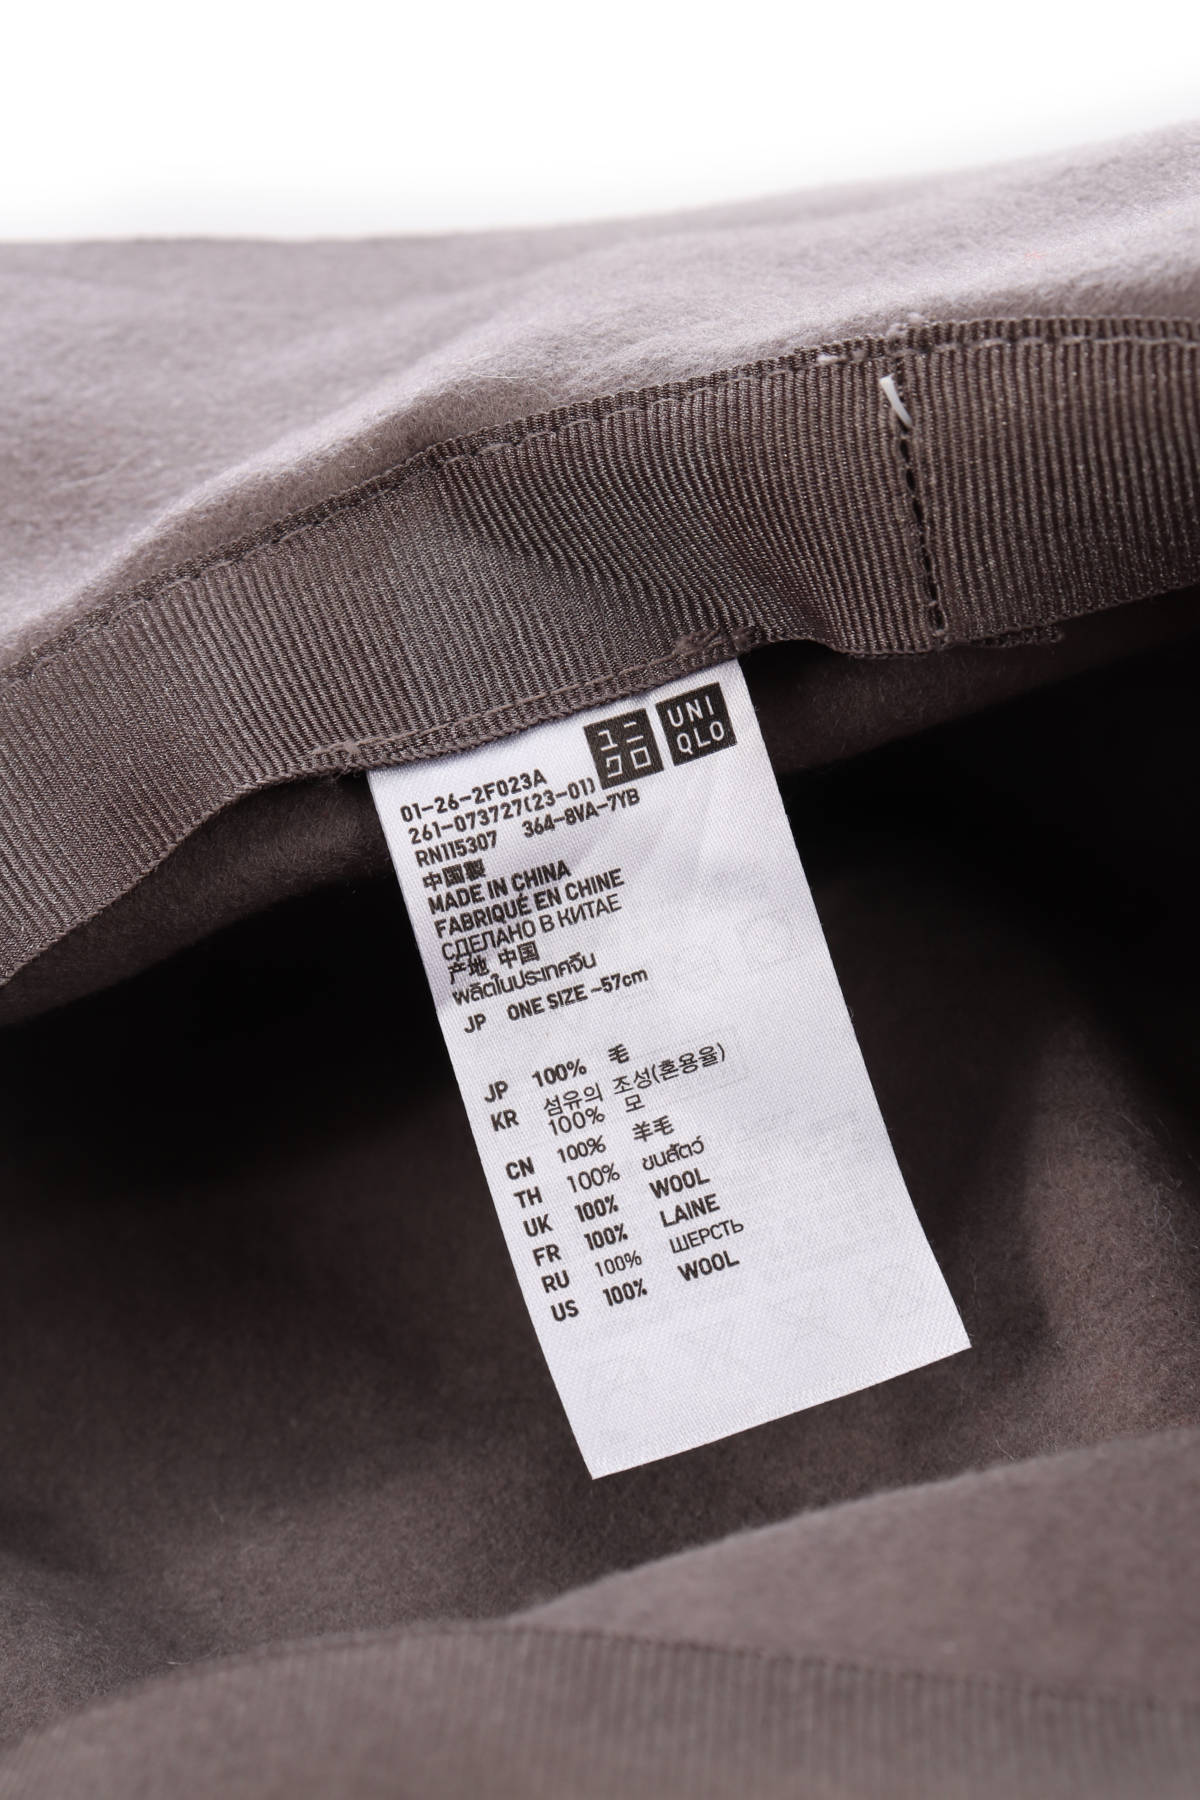 ユニ
クロ
UNI
QLO
01-26-2F023A
261-073727(23-01)
RN115307 364-8VA-7YB
中国製
MADE IN CHINA
FABRIQUÉ EN CHINE
СДЕЛАНО В КИТАЕ
产地 中国
ผลิตในประเทศจีน
JP ONE SIZE ~57cm
JP 100% 毛
KR 섬유의 조성(혼용율)
100% 모
CN 100% 羊毛
TH 100% ขนสัตว์
UK 100% WOOL
FR 100% LAINE
RU 100% ШЕРСТЬ
US 100% WOOL